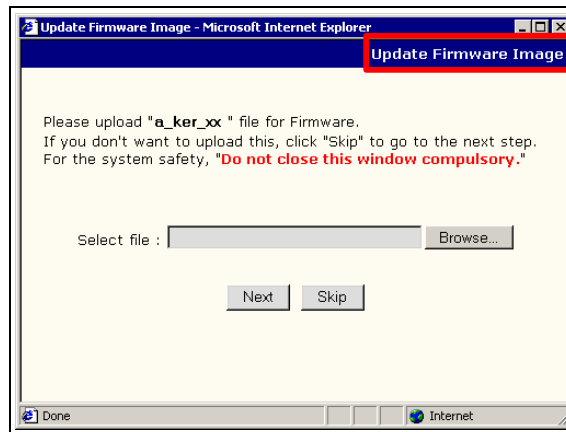 Update Firmware Image - Microsoft Internet Explorer
Update Firmware Image
Please upload "a_ker_xx " file for Firmware.
If you don't want to upload this, click "Skip" to go to the next step.
For the system safety, "Do not close this window compulsory."
Select file :
Browse...
Next
Skip
Done
Internet